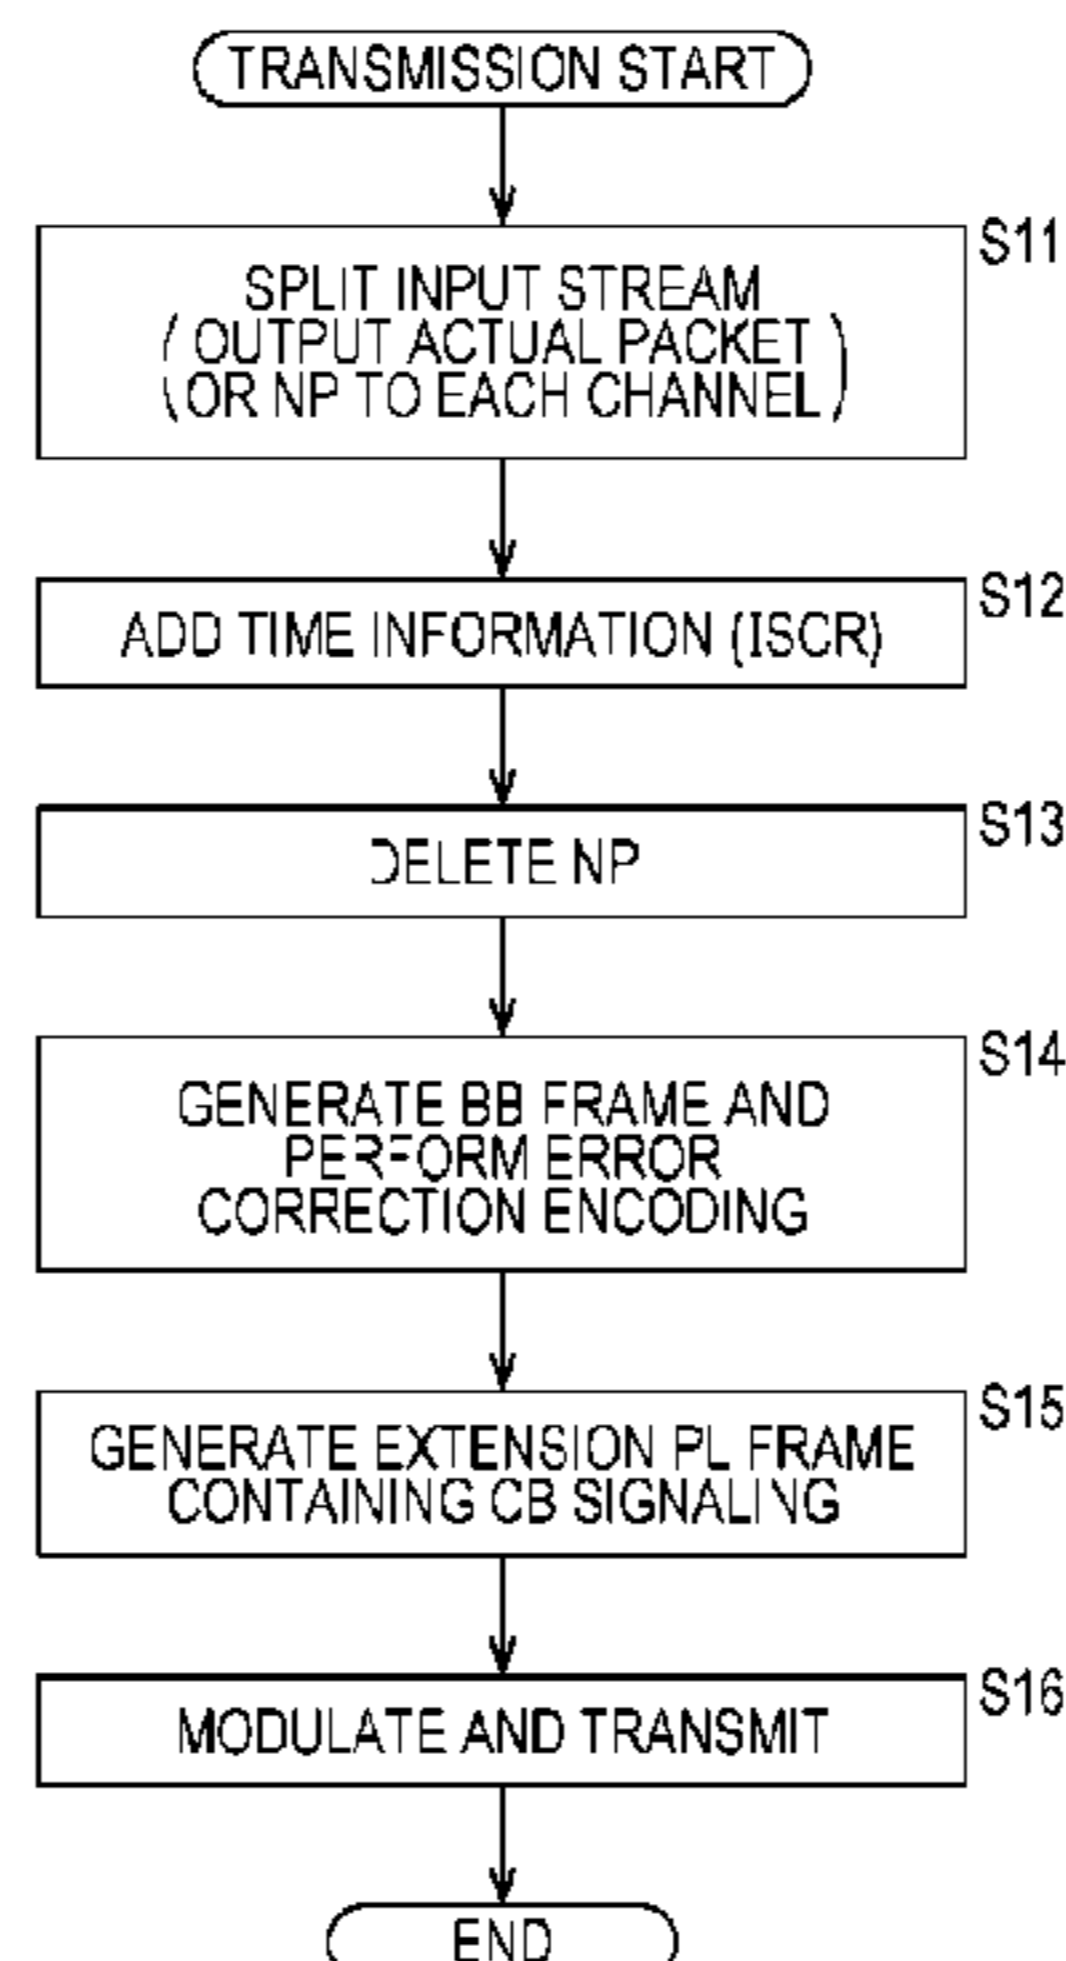 TRANSMISSION START
S11
SPLIT INPUT STREAM
(OUTPUT ACTUAL PACKET
OR NP TO EACH CHANNEL)
S12
ADD TIME INFORMATION (ISCR)
S13
DELETE NP
S14
GENERATE BB FRAME AND
PERFORM ERROR
CORRECTION ENCODING
S15
GENERATE EXTENSION PL FRAME
CONTAINING CB SIGNALING
S16
MODULATE AND TRANSMIT
END